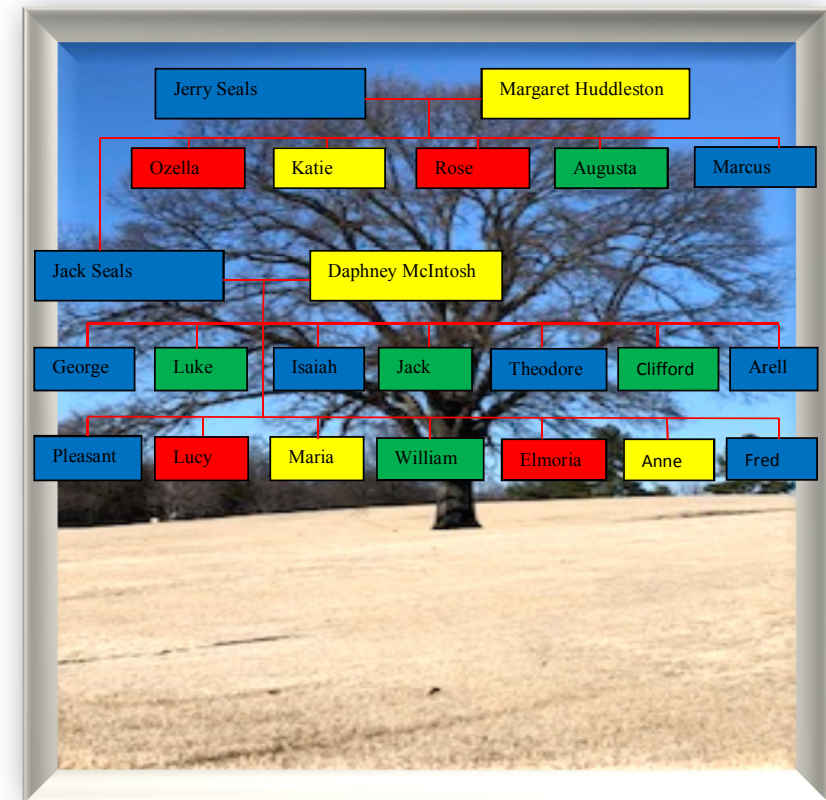 Jerry Seals
Margaret Huddleston
Ozella
Katie
Rose
Augusta
Marcus
Jack Seals
Daphney McIntosh
George
Luke
Isaiah
Jack
Theodore
Clifford
Arell
Pleasant
Lucy
Maria
William
Elmoria
Anne
Fred